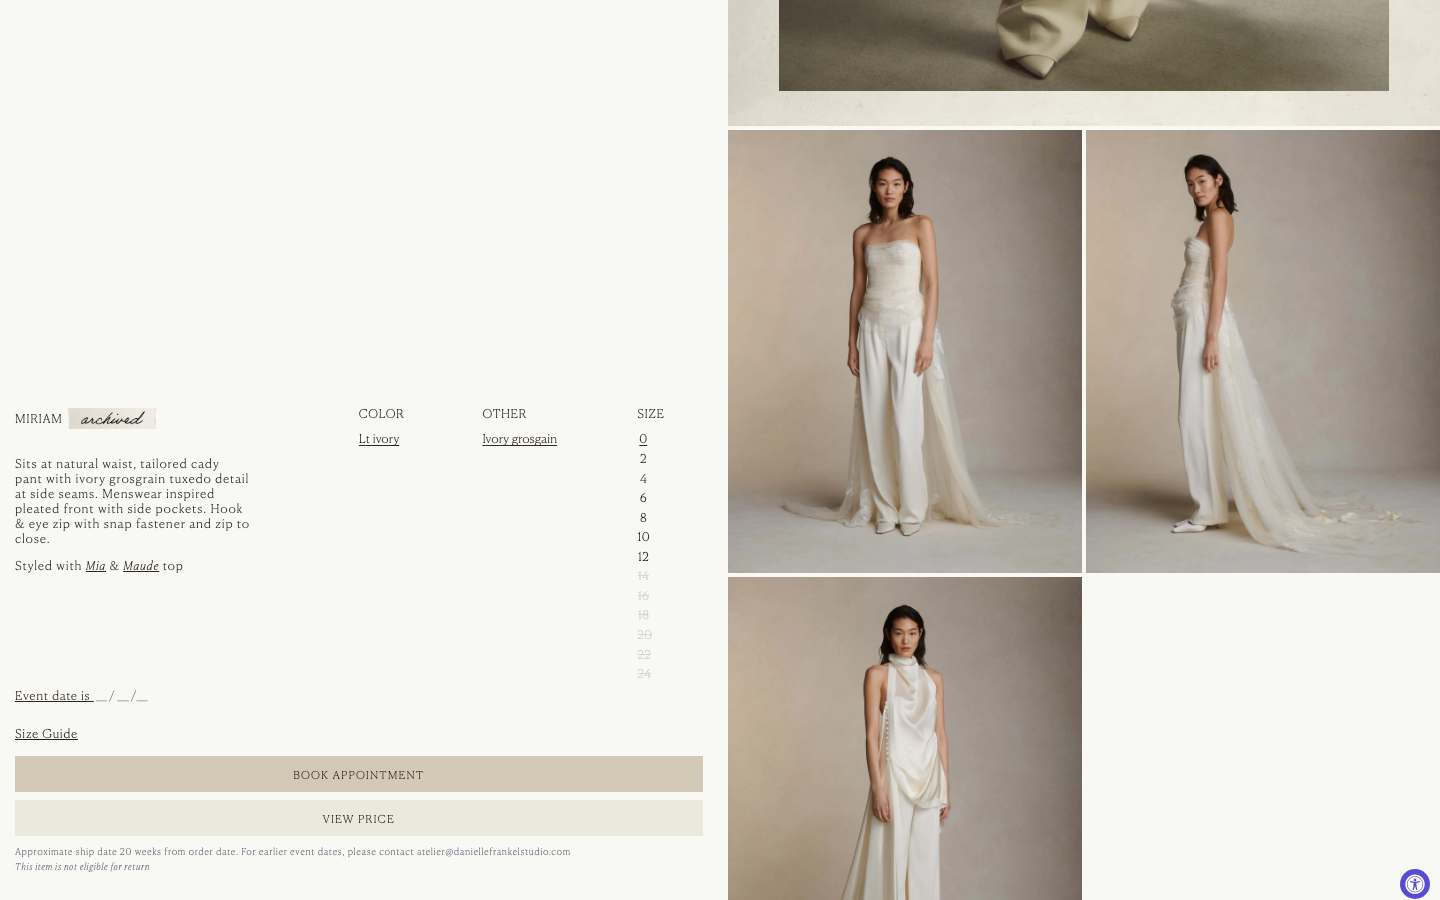 MIRIAM archived
Sits at natural waist, tailored cady
pant with ivory grosgrain tuxedo detail
at side seams. Menswear inspired
pleated front with side pockets. Hook
& eye zip with snap fastener and zip to
close.
Styled with Mia & Maude top
COLOR
Lt ivory
OTHER
Ivory grosgain
SIZE
0
2
4
6
8
10
12
14
16
18
20
22
24
Event date is __/__/__
Size Guide
BOOK APPOINTMENT
VIEW PRICE
Approximate ship date 20 weeks from order date. For earlier event dates, please contact atelier@daniellefrankelstudio.com
This item is not eligible for return